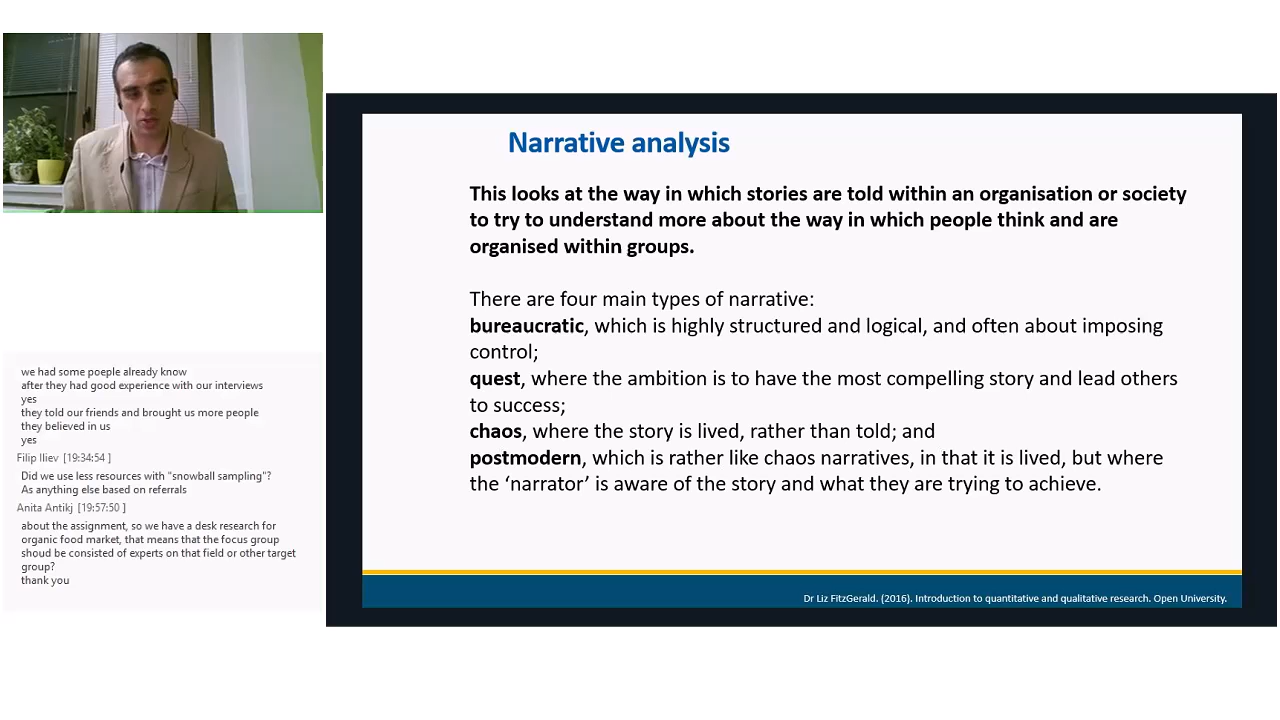 we had some poeple already know
after they had good experience with our interviews
yes
they told our friends and brought us more people
they believed in us
yes
Filip Iliev [19:34:54 ]
Did we use less resources with "snowball sampling"?
As anything else based on referrals
Anita Antikj [19:57:50 ]
about the assignment, so we have a desk research for
organic food market, that means that the focus group
shoud be consisted of experts on that field or other target
group?
thank you
Narrative analysis
This looks at the way in which stories are told within an organisation or society
to try to understand more about the way in which people think and are
organised within groups.
There are four main types of narrative:
bureaucratic, which is highly structured and logical, and often about imposing
control;
quest, where the ambition is to have the most compelling story and lead others
to success;
chaos, where the story is lived, rather than told; and
postmodern, which is rather like chaos narratives, in that it is lived, but where
the ‘narrator’ is aware of the story and what they are trying to achieve.
Dr Liz FitzGerald. (2016). Introduction to quantitative and qualitative research. Open University.